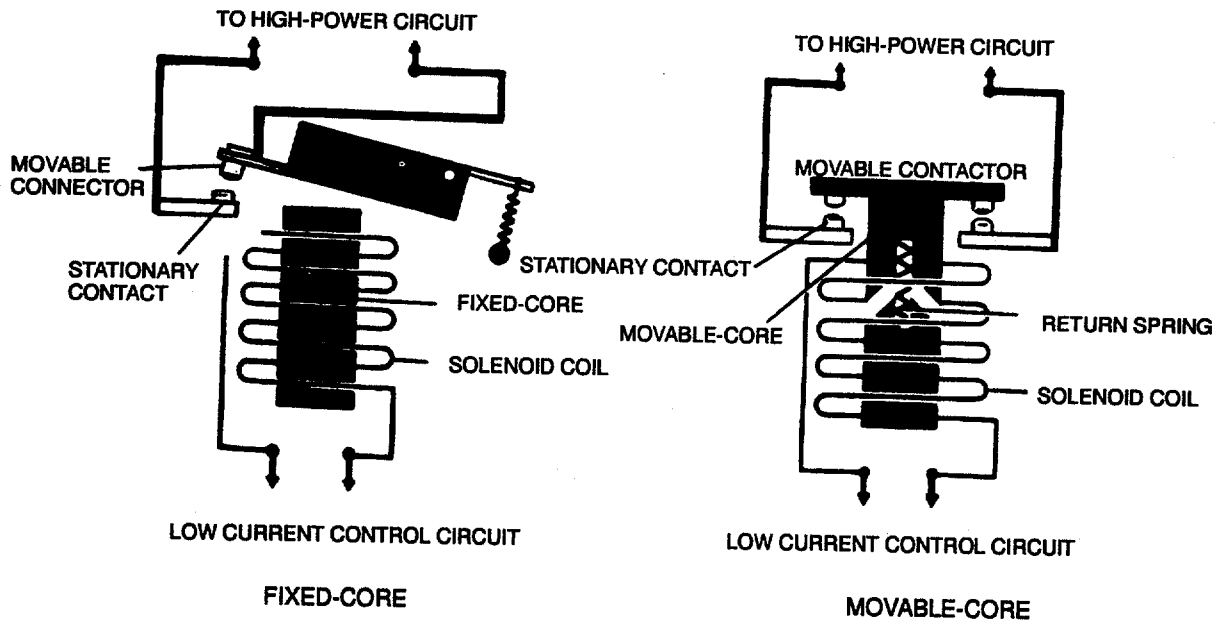 TO HIGH-POWER CIRCUIT
MOVABLE
CONNECTOR
STATIONARY
CONTACT
FIXED-CORE
SOLENOID COIL
LOW CURRENT CONTROL CIRCUIT
FIXED-CORE
TO HIGH-POWER CIRCUIT
MOVABLE CONTACTOR
STATIONARY CONTACT
MOVABLE-CORE
RETURN SPRING
SOLENOID COIL
LOW CURRENT CONTROL CIRCUIT
MOVABLE-CORE